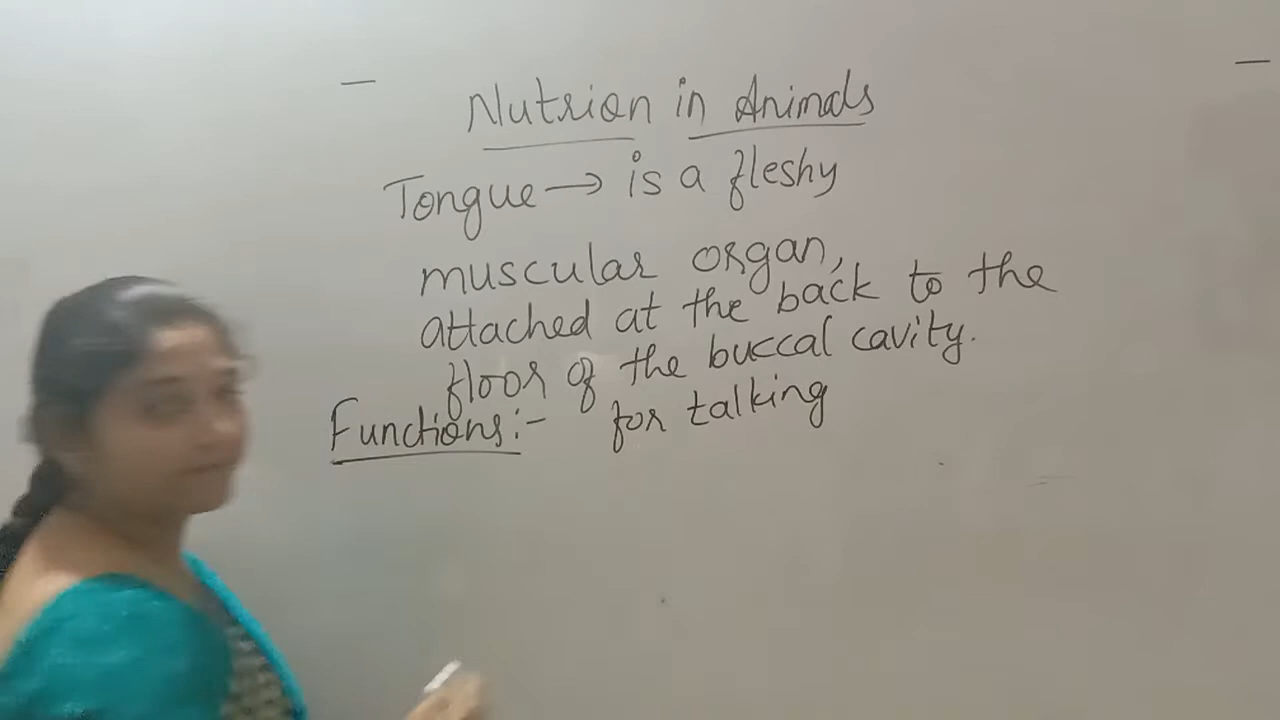 Nutrion in Animals
Tongue → is a fleshy
muscular organ,
attached at the back to the
floor of the buccal cavity.
Functions:- for talking